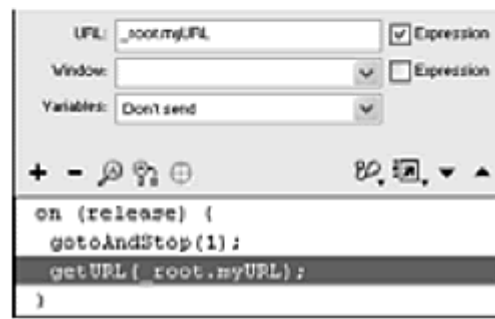 URL: _root.myURL Expression
Window: Expression
Variables: Don't send
on (release) {
gotoAndStop(1);
getURL(_root.myURL);
}